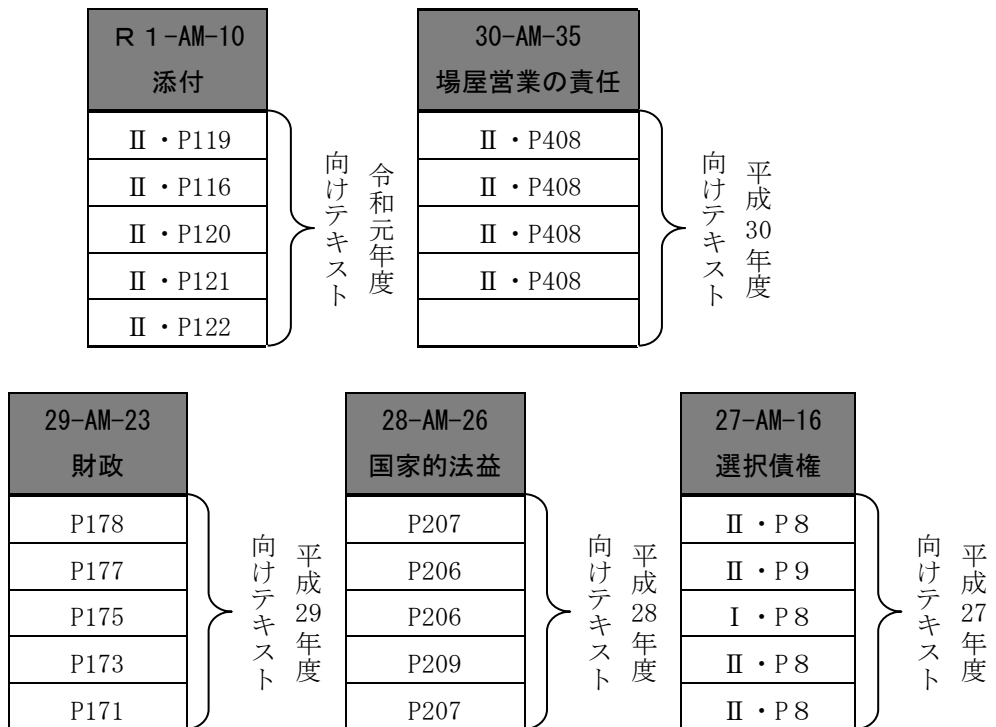 Ｒ１-AM-10
添付
Ⅱ・P119
Ⅱ・P116
Ⅱ・P120
Ⅱ・P121
Ⅱ・P122
令和元年度
向けテキスト
30-AM-35
場屋営業の責任
Ⅱ・P408
Ⅱ・P408
Ⅱ・P408
Ⅱ・P408
平成30年度
向けテキスト
29-AM-23
財政
P178
P177
P175
P173
P171
平成29年度
向けテキスト
28-AM-26
国家的法益
P207
P206
P206
P209
P207
平成28年度
向けテキスト
27-AM-16
選択債権
Ⅱ・P８
Ⅱ・P９
Ⅰ・P８
Ⅱ・P８
Ⅱ・P８
平成27年度
向けテキスト